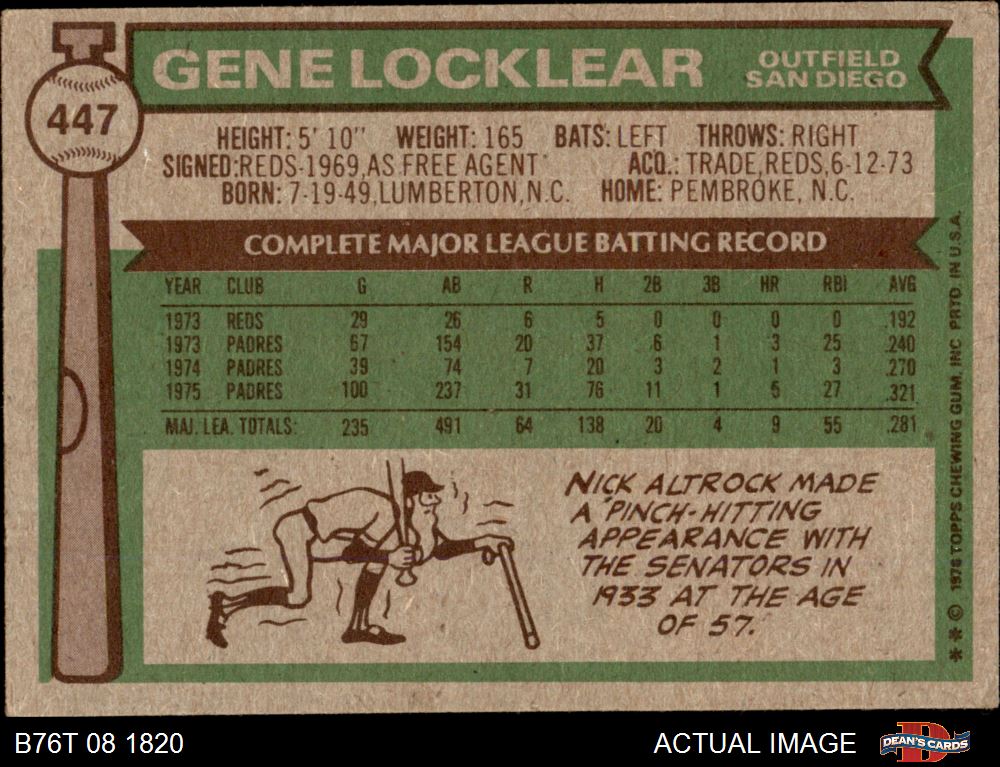 447
GENE LOCKLEAR
OUTFIELD
SAN DIEGO
HEIGHT: 5' 10" WEIGHT: 165 BATS: LEFT THROWS: RIGHT
SIGNED:REDS-1969,AS FREE AGENT ACQ.: TRADE,REDS,6-12-73
BORN: 7-19-49,LUMBERTON,N.C. HOME: PEMBROKE, N.C.
COMPLETE MAJOR LEAGUE BATTING RECORD
YEAR CLUB G AB R H 2B 3B HR RBI AVG
1973 REDS 29 26 6 5 0 0 0 0 .192
1973 PADRES 67 154 20 37 6 1 3 25 .240
1974 PADRES 39 74 7 20 3 2 1 3 .270
1975 PADRES 100 237 31 76 11 1 5 27 .321
MAJ. LEA. TOTALS: 235 491 64 138 20 4 9 55 .281
NICK ALTROCK MADE
A PINCH-HITTING
APPEARANCE WITH
THE SENATORS IN
1933 AT THE AGE
OF 57.
* * © 1976 TOPPS CHEWING GUM, INC PRTD. IN U.S.A.
B76T 08 1820 ACTUAL IMAGE
D
DEAN'S CARDS